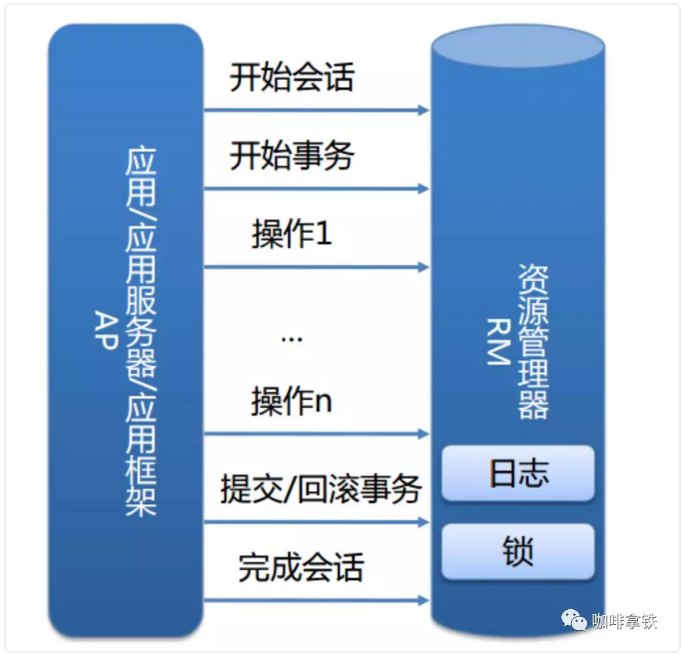 应用/应用服务器/应用框架
AP
开始会话
开始事务
操作1
...
操作n
提交/回滚事务
完成会话
资源管理器
RM
日志
锁
咖啡拿铁